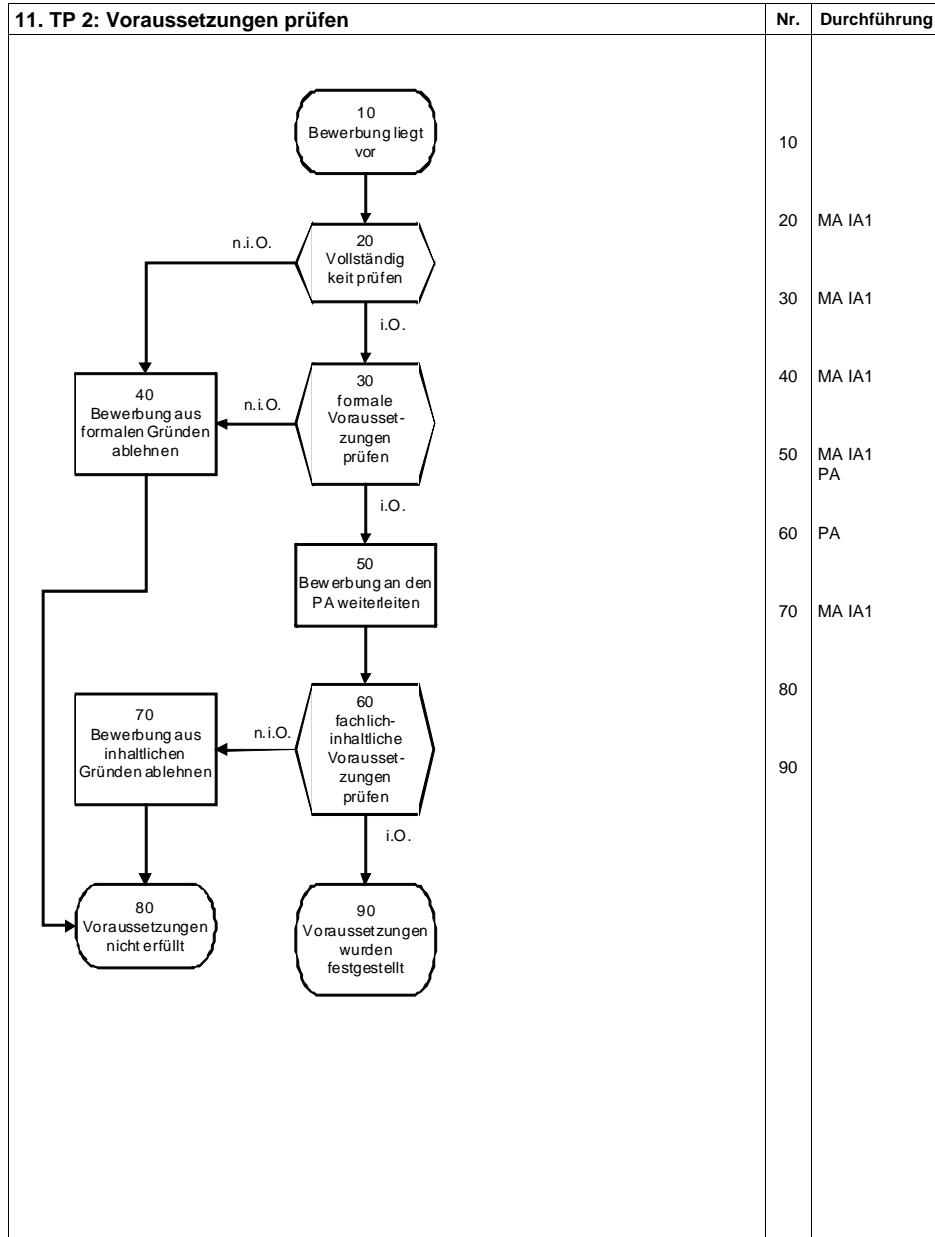 11. TP 2: Voraussetzungen prüfen
Nr.
Durchführung
10
Bewerbung liegt
vor
n.i.O.
20
Vollständig
keit prüfen
i.O.
40
Bewerbung aus
formalen Gründen
ablehnen
n.i.O.
30
formale
Vorausset-
zungen
prüfen
i.O.
50
Bewerbung an den
PA weiterleiten
70
Bewerbung aus
inhaltlichen
Gründen ablehnen
n.i.O.
60
fachlich-
inhaltliche
Vorausset-
zungen
prüfen
i.O.
80
Voraussetzungen
nicht erfüllt
90
Voraussetzungen
wurden
festgestellt
10
20 MA IA1
30 MA IA1
40 MA IA1
50 MA IA1
PA
60 PA
70 MA IA1
80
90